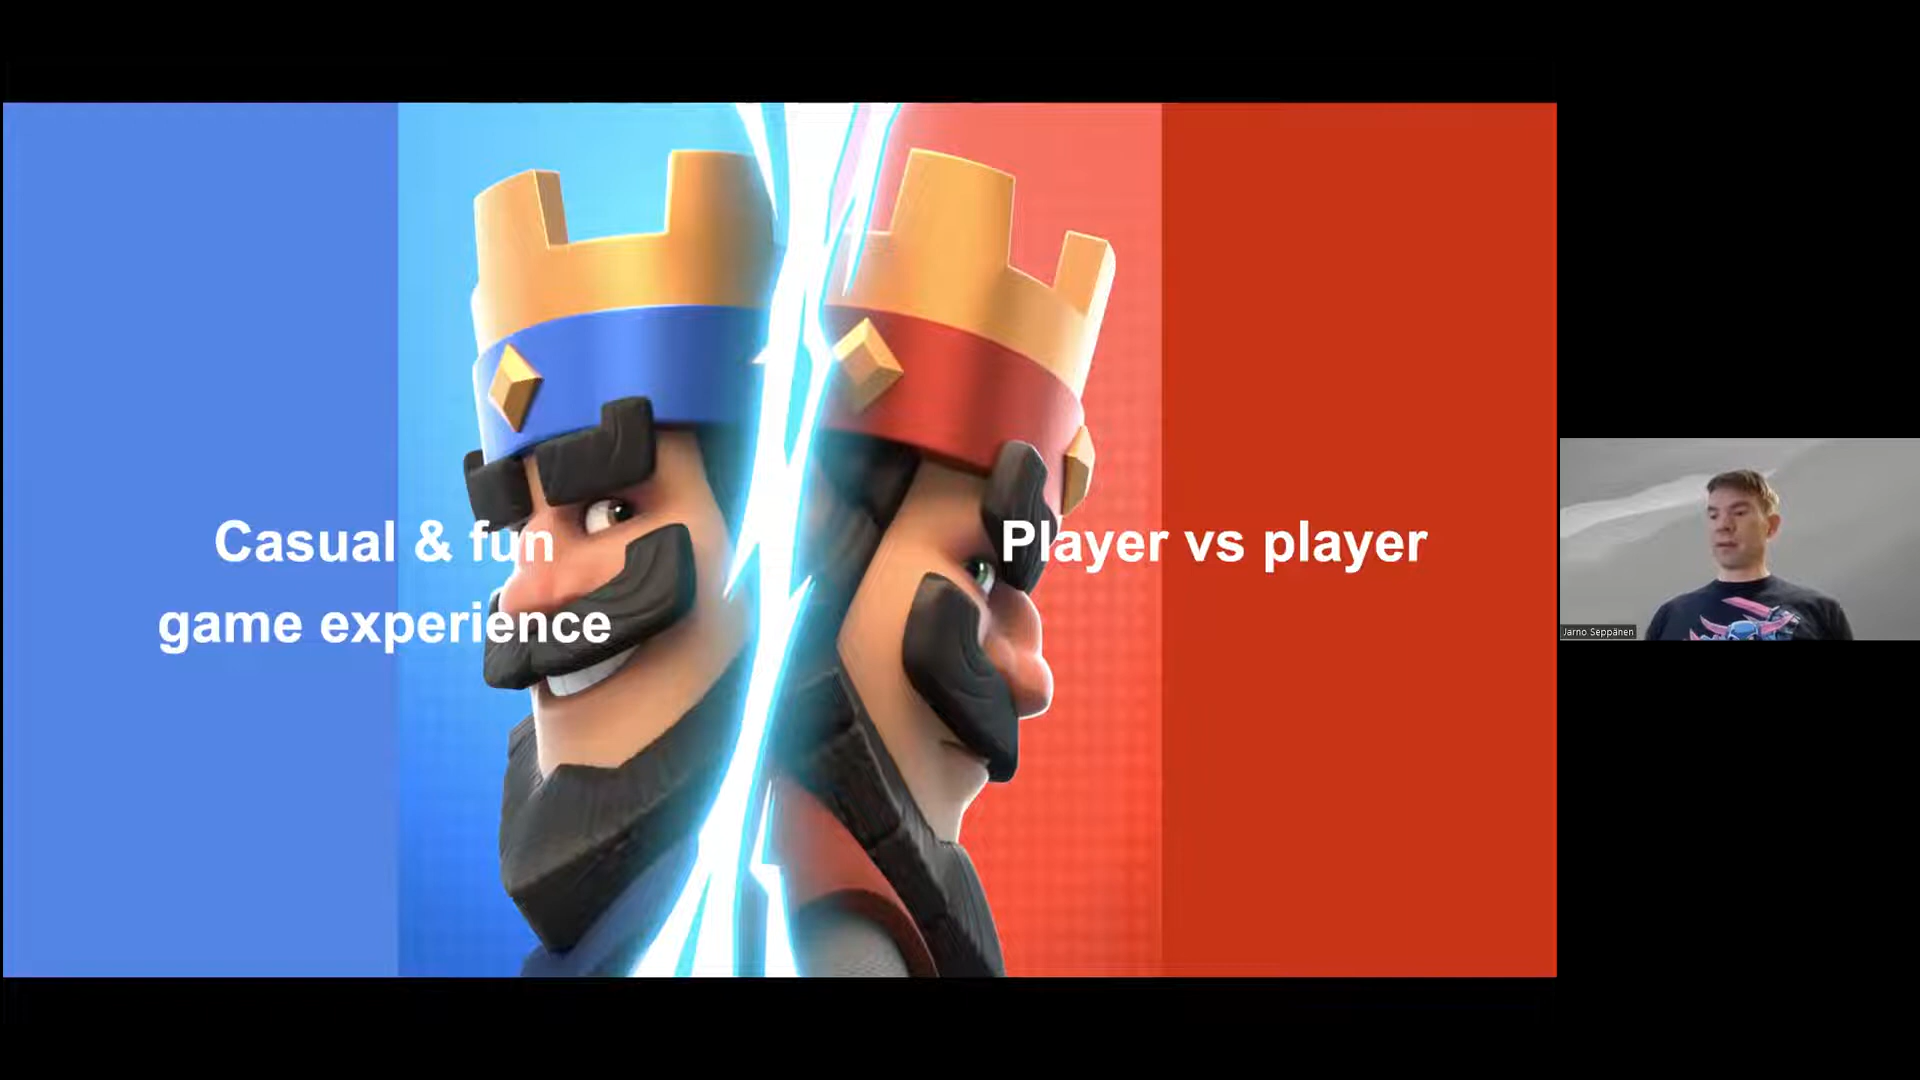 Casual & fun
game experience
Player vs player
Jarno Seppänen